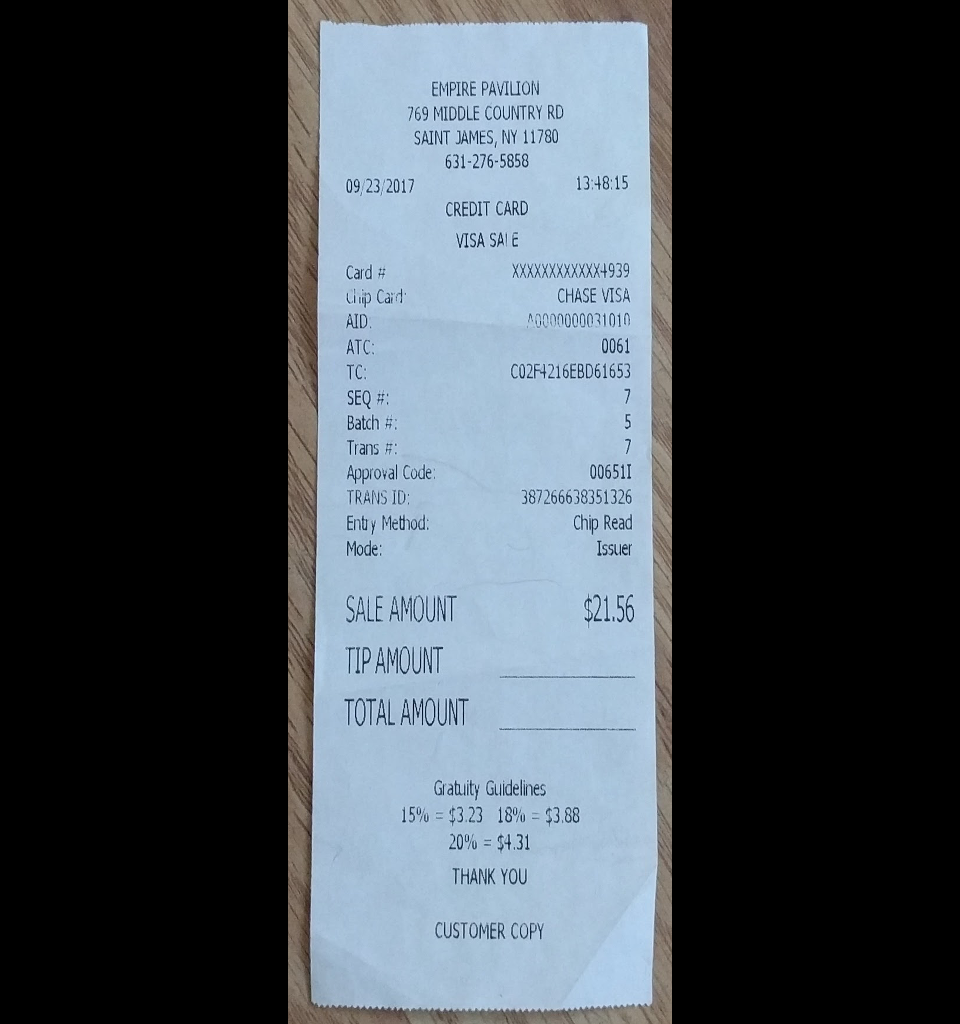 EMPIRE PAVILION
769 MIDDLE COUNTRY RD
SAINT JAMES, NY 11780
631-276-5858
09/23/2017 13:48:15
CREDIT CARD
VISA SALE
Card # XXXXXXXXXXXX4939
Chip Card: CHASE VISA
AID: A0000000031010
ATC: 0061
TC: C02F4216EBD61653
SEQ #: 7
Batch #: 5
Trans #: 7
Approval Code: 00651I
TRANS ID: 387266638351326
Entry Method: Chip Read
Mode: Issuer
SALE AMOUNT $21.56
TIP AMOUNT
TOTAL AMOUNT
Gratuity Guidelines
15% = $3.23 18% = $3.88
20% = $4.31
THANK YOU
CUSTOMER COPY